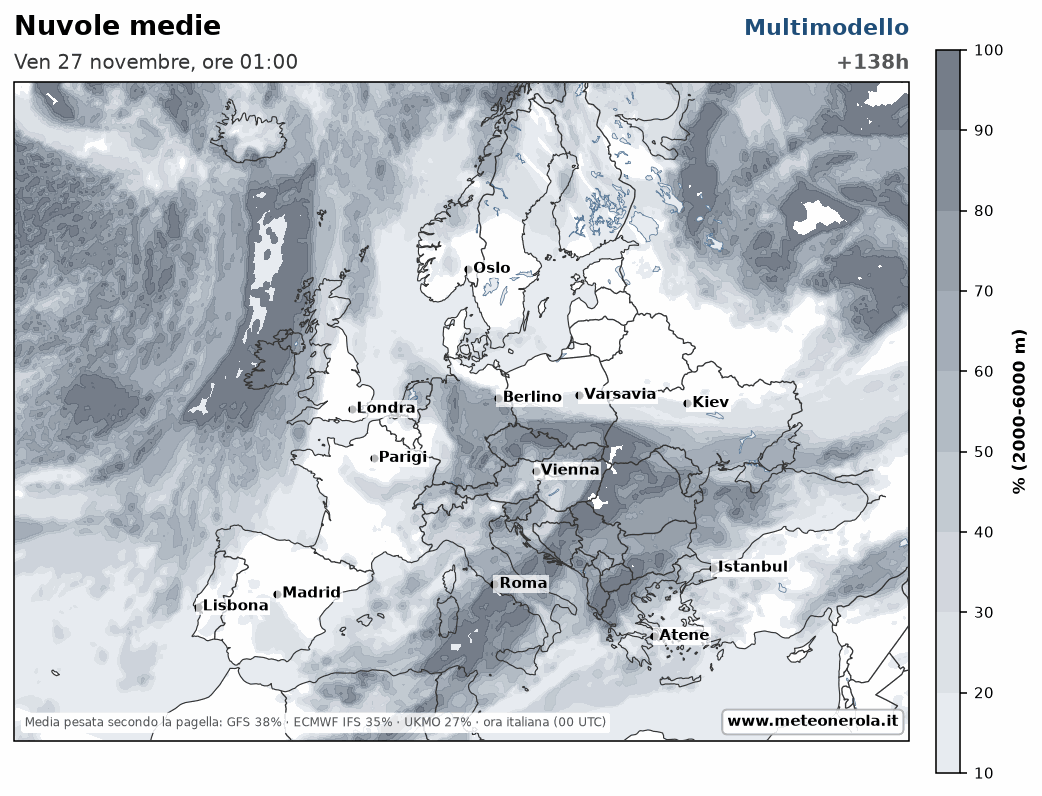 Nuvole medie
Multimodello
Ven 27 novembre, ore 01:00
+138h
100
90
80
70
60
50
40
30
20
10
% (2000-6000 m)
Oslo
Londra
Berlino
Varsavia
Kiev
Parigi
Vienna
Istanbul
Roma
Madrid
Lisbona
Atene
Media pesata secondo la pagella: GFS 38% · ECMWF IFS 35% · UKMO 27% · ora italiana (00 UTC)
www.meteonerola.it